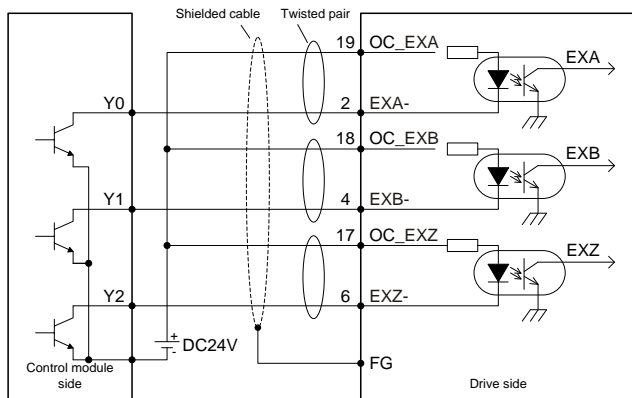 Shielded cable
Twisted pair
19 OC_EXA
EXA
Y0
2 EXA-
18 OC_EXB
EXB
Y1
4 EXB-
17 OC_EXZ
EXZ
Y2
6 EXZ-
+
DC24V
-
Control module
side
FG
Drive side